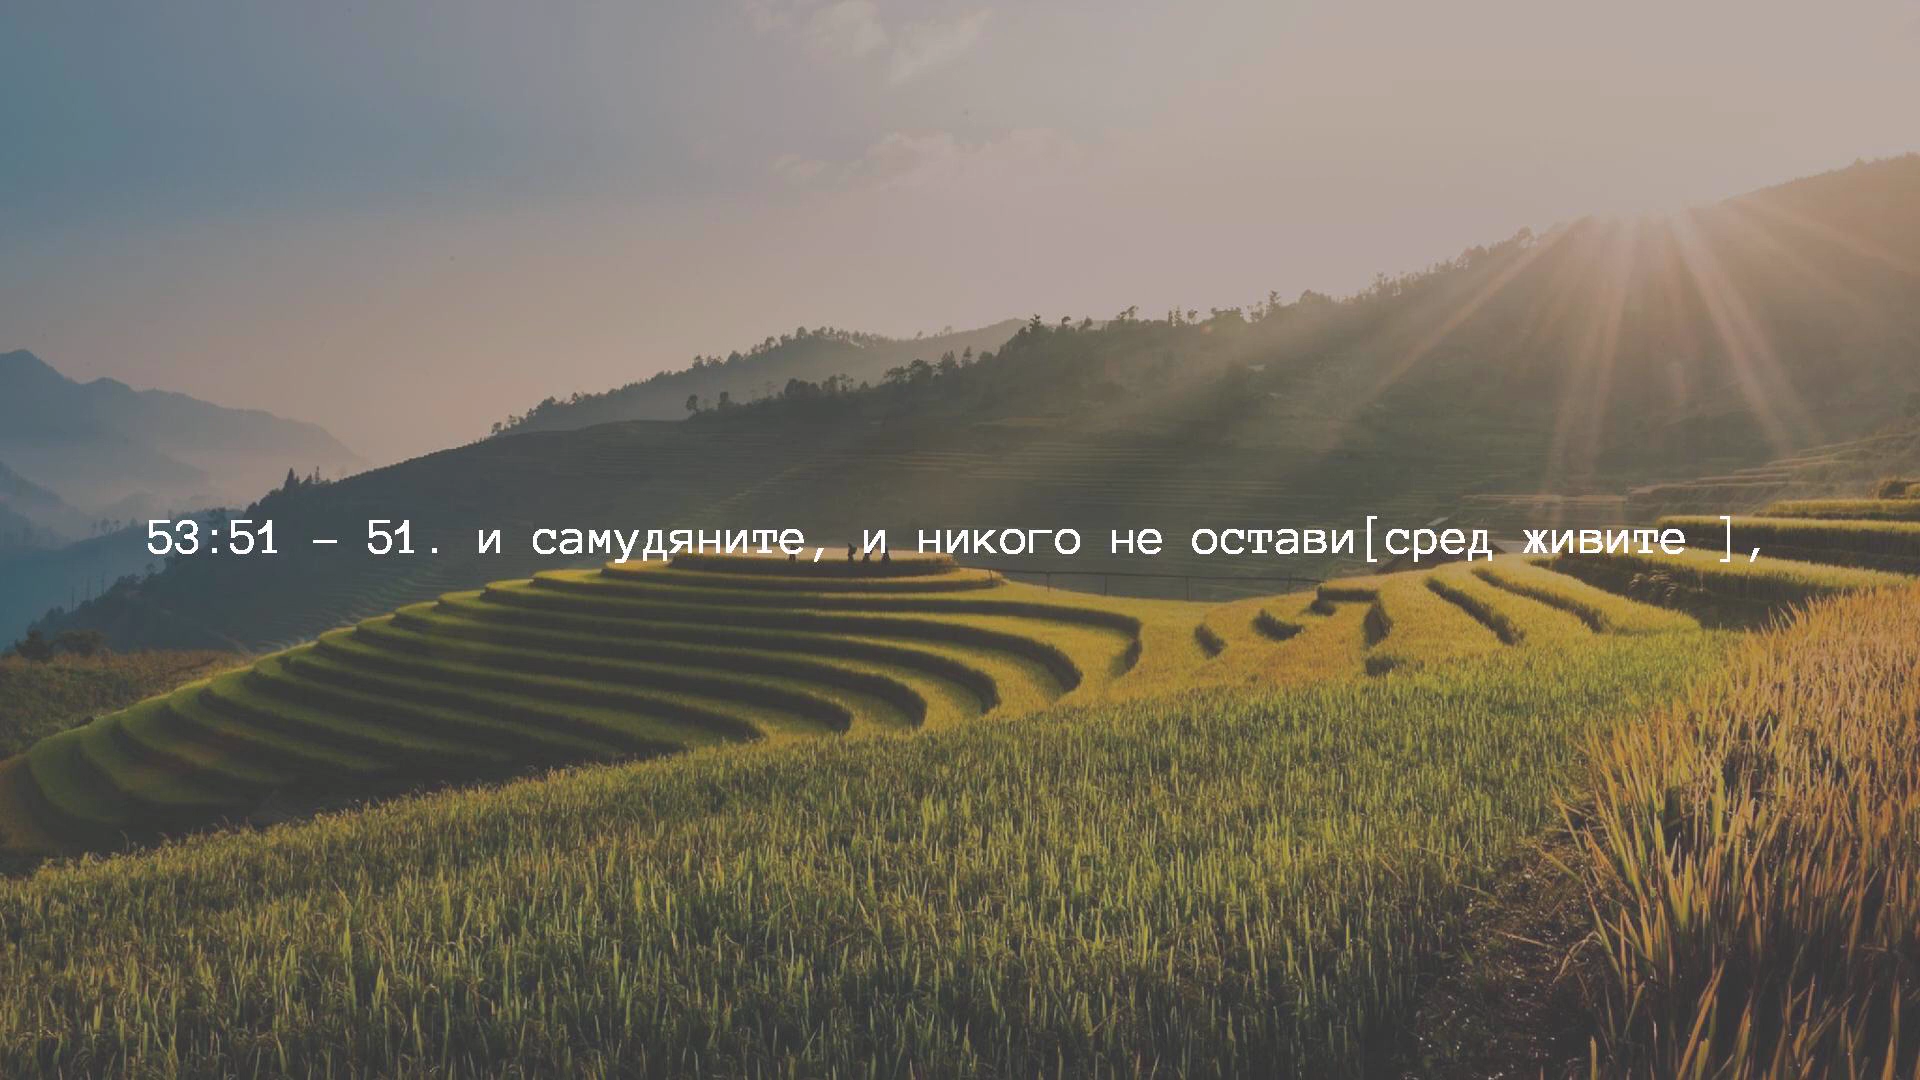 53:51 – 51. и самудяните, и никого не остави[сред живите ],